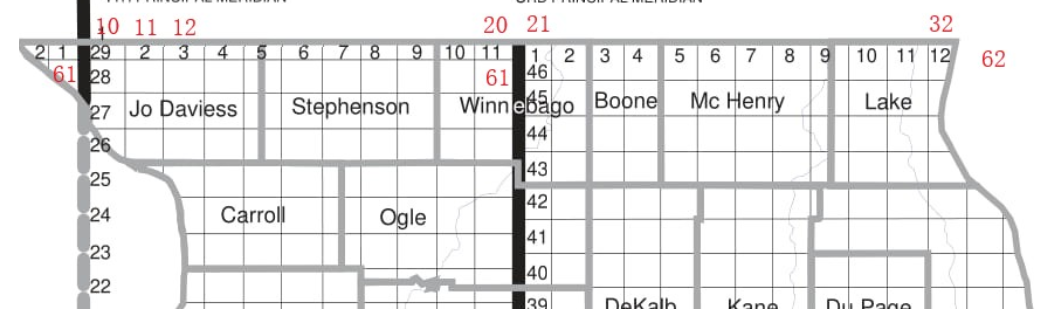 4TH PRINCIPAL MERIDIAN 3RD PRINCIPAL MERIDIAN
10 11 12 20 21 32
2 1 1 2 3 4 5 6 7 8 9 10 11 1 2 3 4 5 6 7 8 9 10 11 12 62
29
61 28 61 46
27 Jo Daviess Stephenson Winnebago 45 Boone Mc Henry Lake
26 44
43
25
24 Carroll Ogle 42
41
23
22 40
39 DeKalb Kane Du Page